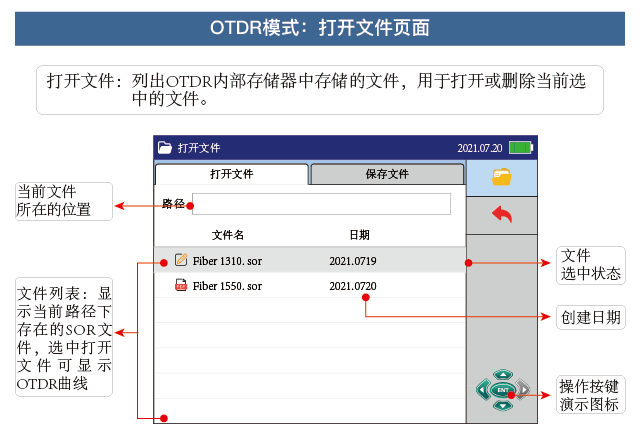 OTDR模式：打开文件页面
打开文件：列出OTDR内部存储器中存储的文件，用于打开或删除当前选
中的文件。
打开文件
2021.07.20
打开文件
保存文件
当前文件
所在的位置
路径
文件名
日期
Fiber 1310. sor
2021.0719
文件
选中状态
Fiber 1550. sor
2021.0720
文件列表：显
示当前路径下
存在的SOR文
件，选中打开
文件可显示
OTDR曲线
创建日期
ENT
操作按键
演示图标